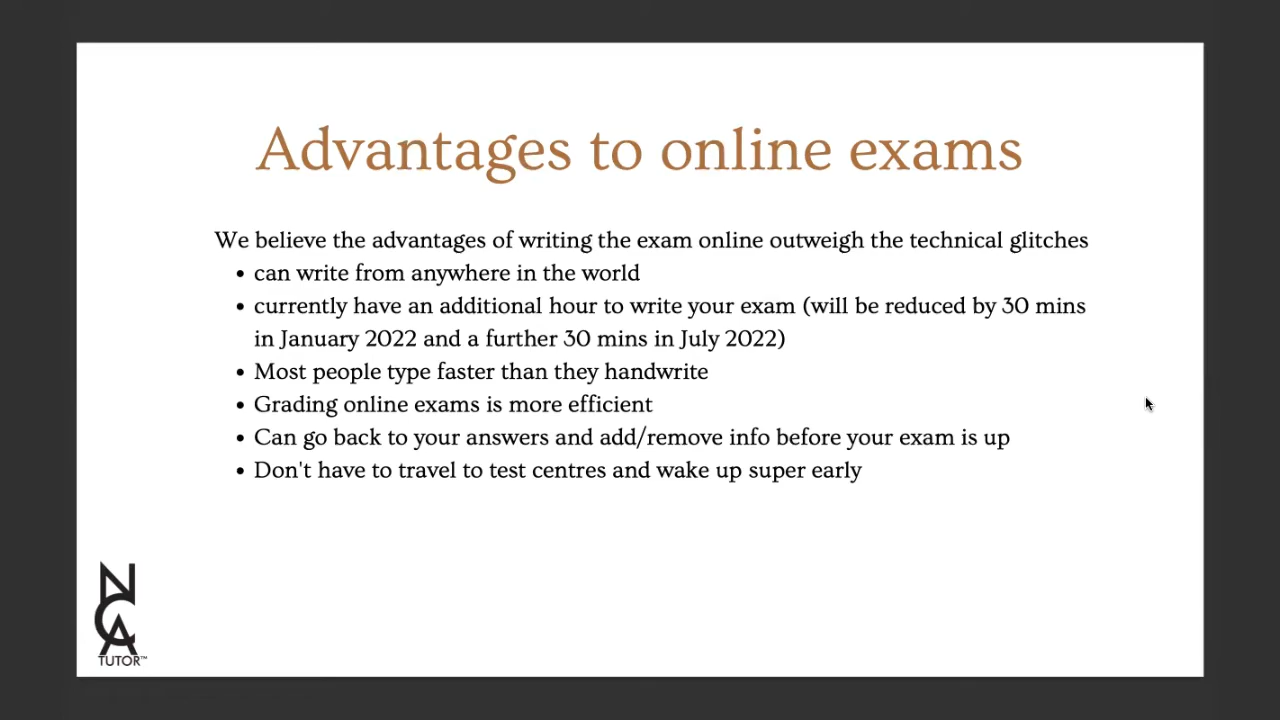 Advantages to online exams
We believe the advantages of writing the exam online outweigh the technical glitches
• can write from anywhere in the world
• currently have an additional hour to write your exam (will be reduced by 30 mins
in January 2022 and a further 30 mins in July 2022)
• Most people type faster than they handwrite
• Grading online exams is more efficient
• Can go back to your answers and add/remove info before your exam is up
• Don't have to travel to test centres and wake up super early
NCA
TUTOR™